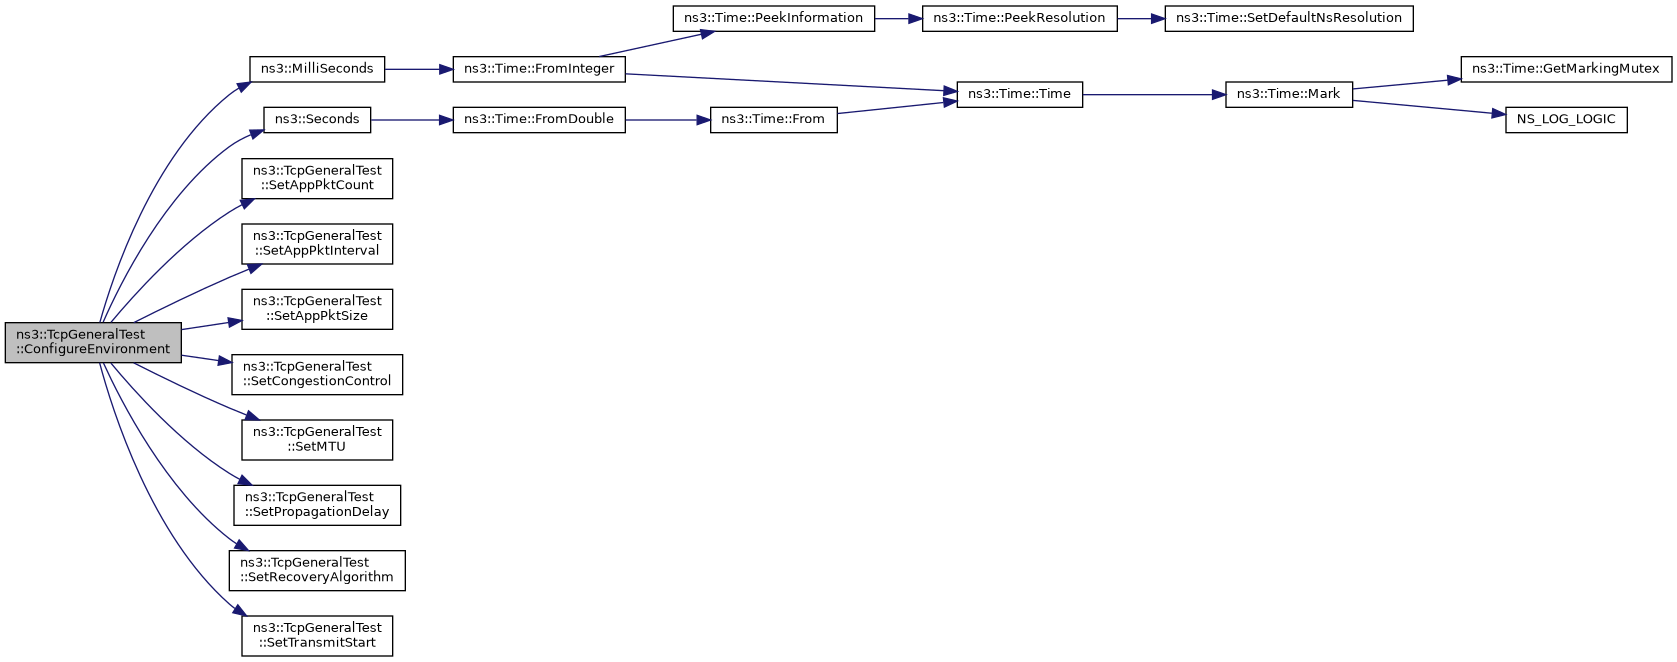 ns3::Time::PeekInformation
ns3::Time::PeekResolution
ns3::Time::SetDefaultNsResolution
ns3::MilliSeconds
ns3::Time::FromInteger
ns3::Time::GetMarkingMutex
ns3::Time::Time
ns3::Time::Mark
ns3::Seconds
ns3::Time::FromDouble
ns3::Time::From
NS_LOG_LOGIC
ns3::TcpGeneralTest
::SetAppPktCount
ns3::TcpGeneralTest
::SetAppPktInterval
ns3::TcpGeneralTest
::SetAppPktSize
ns3::TcpGeneralTest
::ConfigureEnvironment
ns3::TcpGeneralTest
::SetCongestionControl
ns3::TcpGeneralTest
::SetMTU
ns3::TcpGeneralTest
::SetPropagationDelay
ns3::TcpGeneralTest
::SetRecoveryAlgorithm
ns3::TcpGeneralTest
::SetTransmitStart